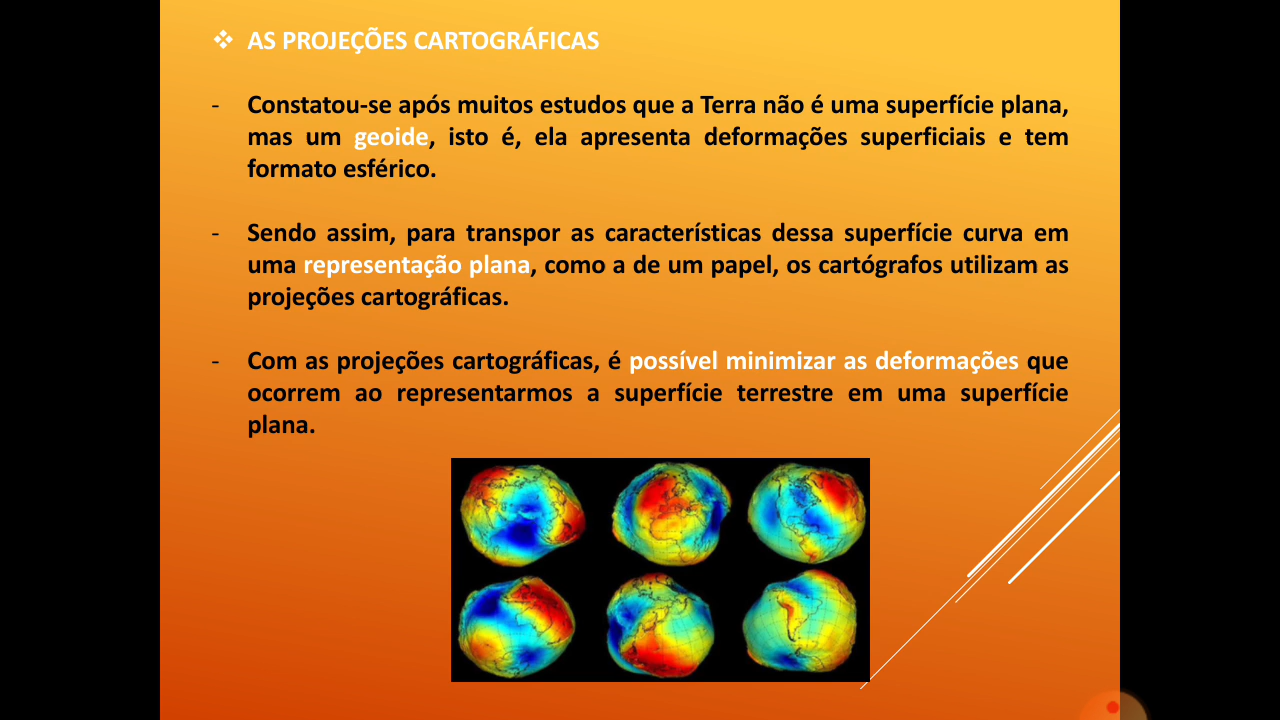 ❖ AS PROJEÇÕES CARTOGRÁFICAS
- Constatou-se após muitos estudos que a Terra não é uma superfície plana,
mas um geoide, isto é, ela apresenta deformações superficiais e tem
formato esférico.
- Sendo assim, para transpor as características dessa superfície curva em
uma representação plana, como a de um papel, os cartógrafos utilizam as
projeções cartográficas.
- Com as projeções cartográficas, é possível minimizar as deformações que
ocorrem ao representarmos a superfície terrestre em uma superfície
plana.